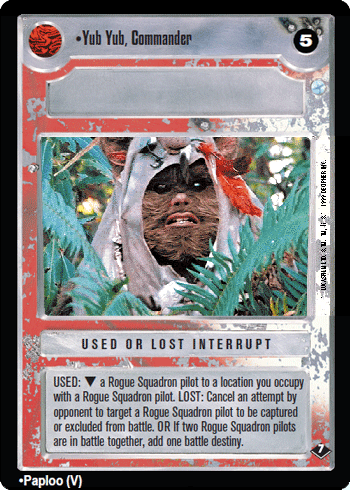 •Yub Yub, Commander
5
USED OR LOST INTERRUPT
USED: ▼ a Rogue Squadron pilot to a location you occupy
with a Rogue Squadron pilot. LOST: Cancel an attempt by
opponent to target a Rogue Squadron pilot to be captured
or excluded from battle. OR If two Rogue Squadron pilots
are in battle together, add one battle destiny.
7
•Paploo (V)